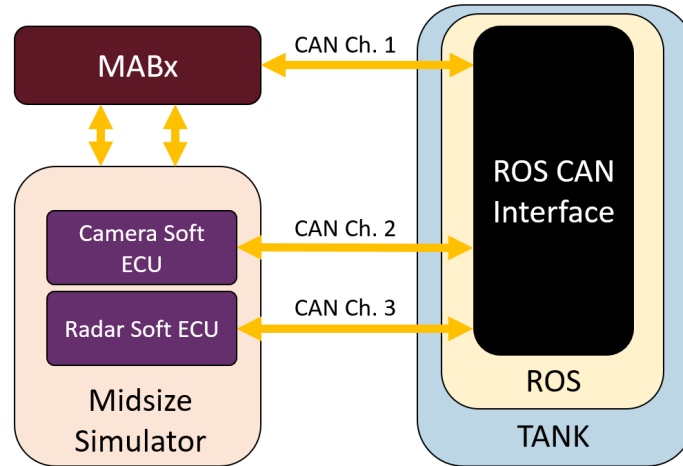 MABx
CAN Ch. 1
ROS CAN
Interface
Camera Soft
ECU
CAN Ch. 2
Radar Soft ECU
CAN Ch. 3
Midsize
Simulator
ROS
TANK